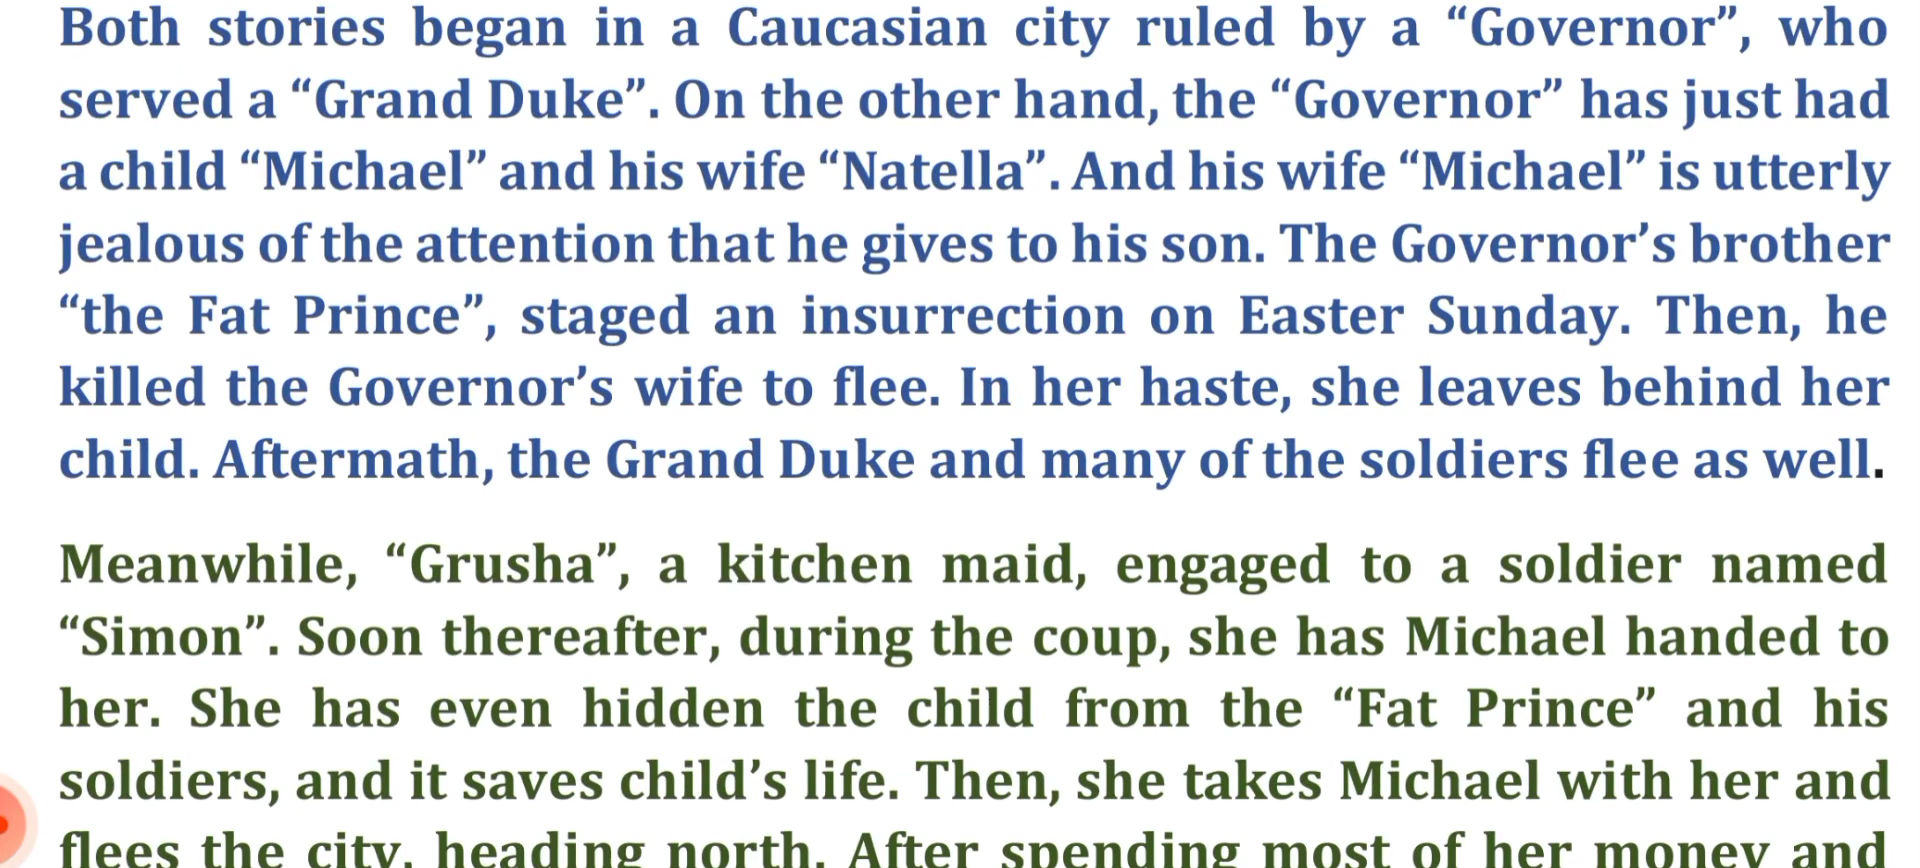 Both stories began in a Caucasian city ruled by a “Governor”, who
served a “Grand Duke”. On the other hand, the “Governor” has just had
a child “Michael” and his wife “Natella”. And his wife “Michael” is utterly
jealous of the attention that he gives to his son. The Governor’s brother
“the Fat Prince”, staged an insurrection on Easter Sunday. Then, he
killed the Governor’s wife to flee. In her haste, she leaves behind her
child. Aftermath, the Grand Duke and many of the soldiers flee as well.
Meanwhile, “Grusha”, a kitchen maid, engaged to a soldier named
“Simon”. Soon thereafter, during the coup, she has Michael handed to
her. She has even hidden the child from the “Fat Prince” and his
soldiers, and it saves child’s life. Then, she takes Michael with her and
flees the city, heading north. After spending most of her money and